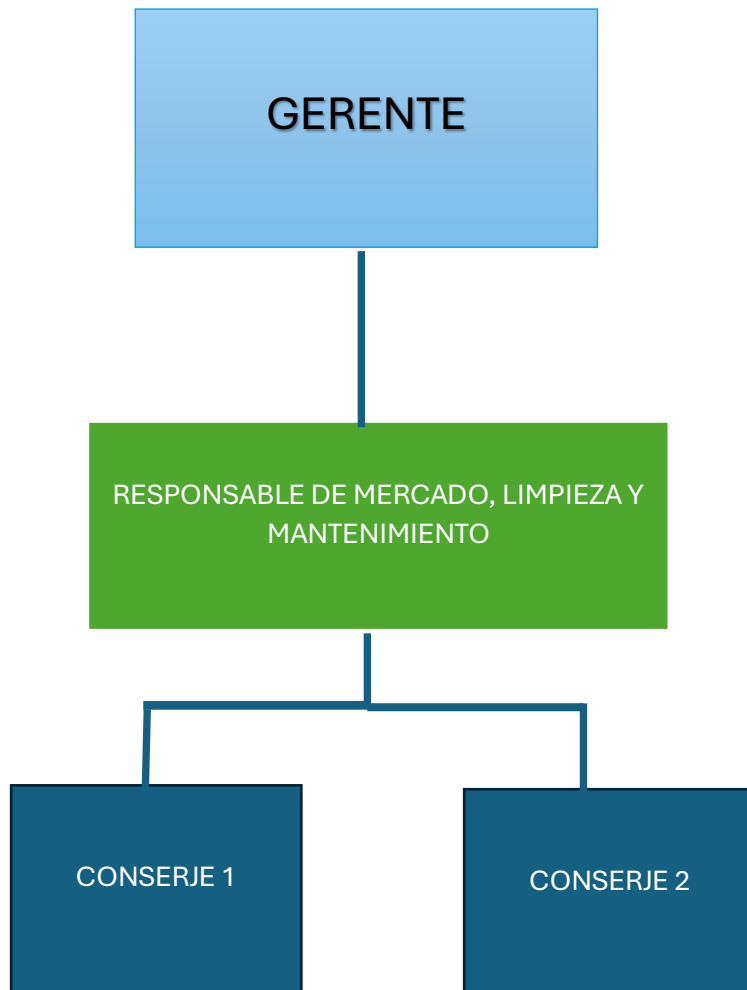 GERENTE
RESPONSABLE DE MERCADO, LIMPIEZA Y
MANTENIMIENTO
CONSERJE 1
CONSERJE 2